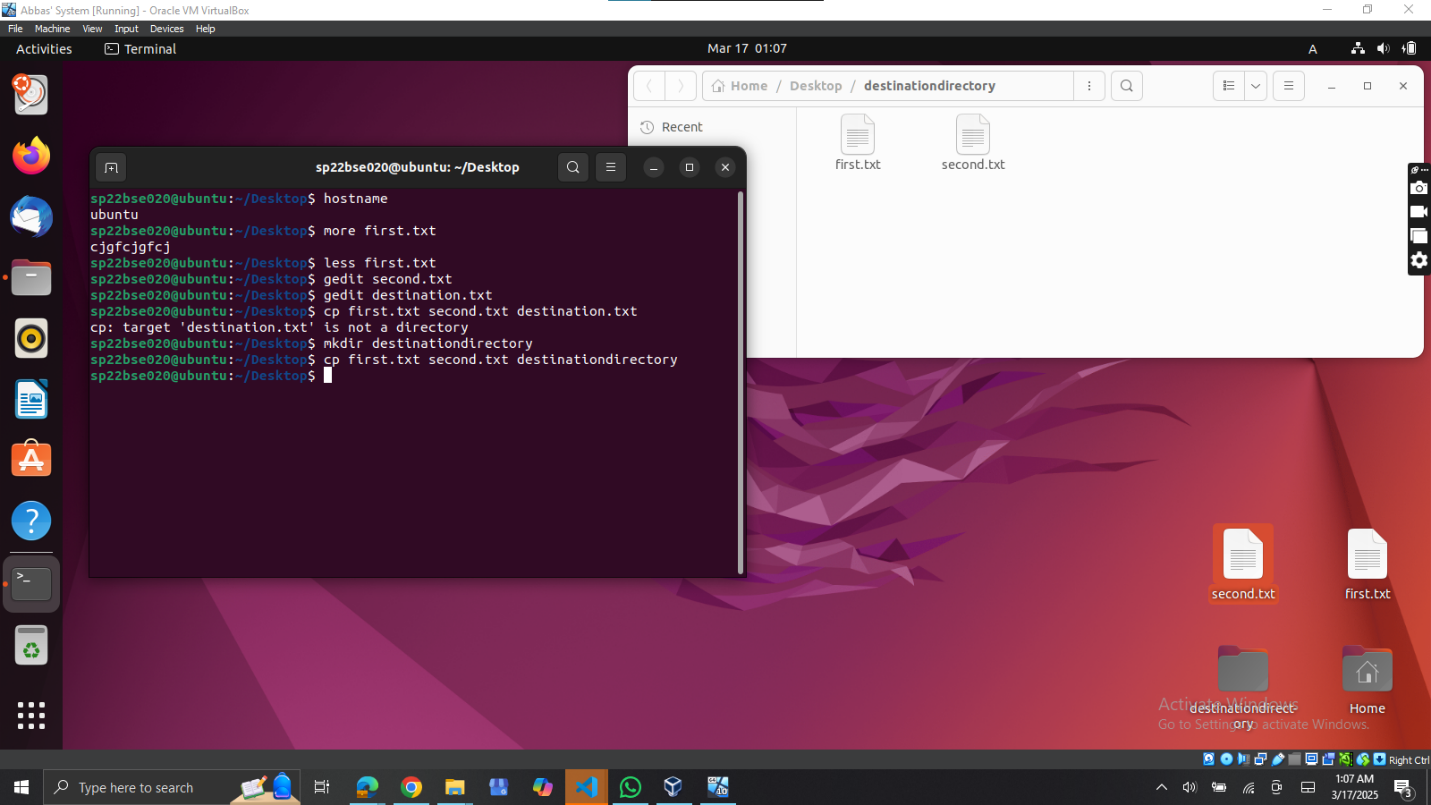 Abbas' System [Running] - Oracle VM VirtualBox
File Machine View Input Devices Help
Activities Terminal Mar 17 01:07 A
Home / Desktop / destinationdirectory
Recent
first.txt second.txt
sp22bse020@ubuntu: ~/Desktop
sp22bse020@ubuntu:~/Desktop$ hostname
ubuntu
sp22bse020@ubuntu:~/Desktop$ more first.txt
cjgfcjgfcj
sp22bse020@ubuntu:~/Desktop$ less first.txt
sp22bse020@ubuntu:~/Desktop$ gedit second.txt
sp22bse020@ubuntu:~/Desktop$ gedit destination.txt
sp22bse020@ubuntu:~/Desktop$ cp first.txt second.txt destination.txt
cp: target 'destination.txt' is not a directory
sp22bse020@ubuntu:~/Desktop$ mkdir destinationdirectory
sp22bse020@ubuntu:~/Desktop$ cp first.txt second.txt destinationdirectory
sp22bse020@ubuntu:~/Desktop$
second.txt first.txt
destinationdirect-
ory
Home
Activate Windows
Go to Settings to activate Windows.
Right Ctrl
Type here to search
1:07 AM
3/17/2025
3